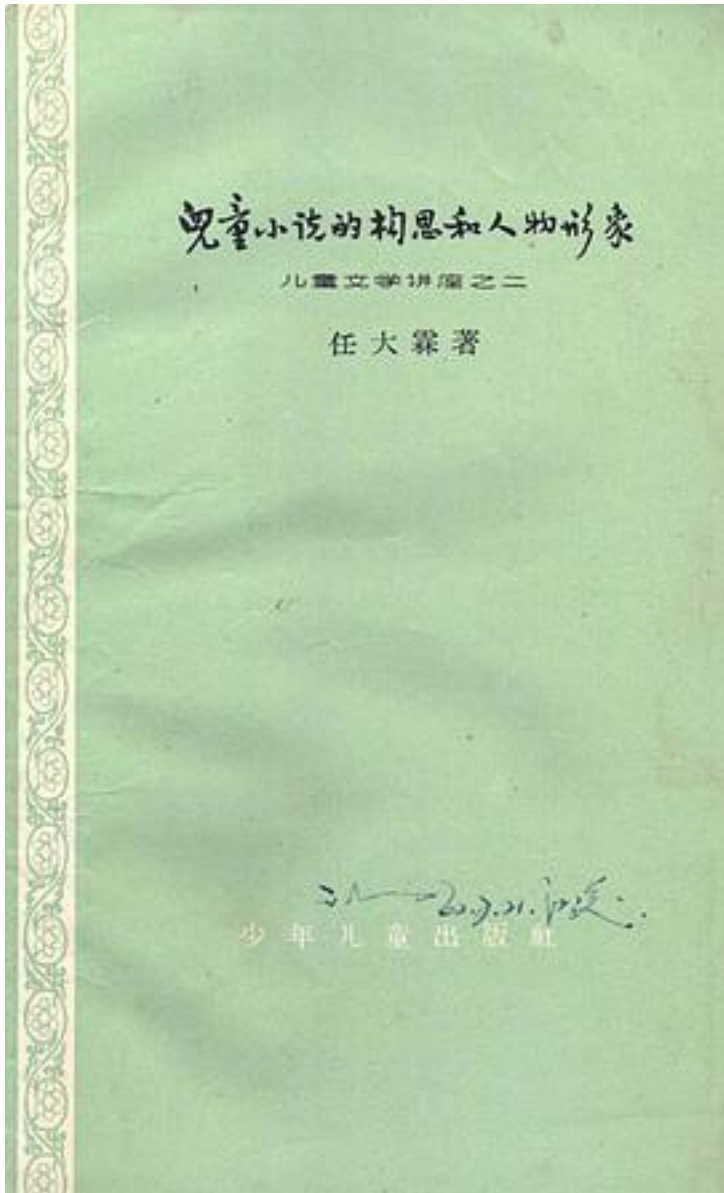 兒童小说的构思和人物形象
儿童文学讲座之二
任大霖著
少年儿童出版社